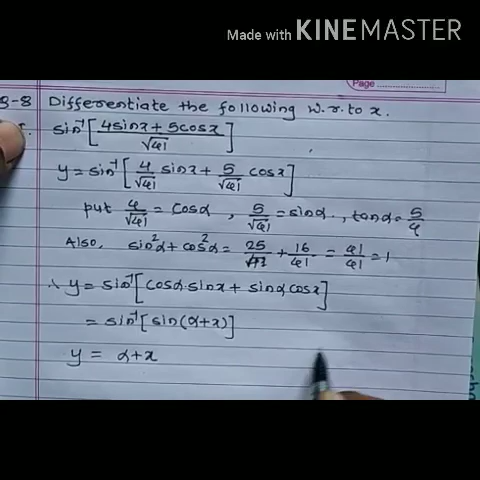 Made with KINEMASTER
Page
3-8 Differentiate the following w.r.to x.
I. sin⁻¹[(4sinx + 5cosx)/√41]
y = sin⁻¹[4/√41 sinx + 5/√41 cosx]
put 4/√41 = cosα, 5/√41 = sinα, tanα = 5/4
Also, sin²α + cos²α = 25/41 + 16/41 = 41/41 = 1
∴ y = sin⁻¹[cosα.sinx + sinα cosx]
= sin⁻¹[sin(α+x)]
y = α+x